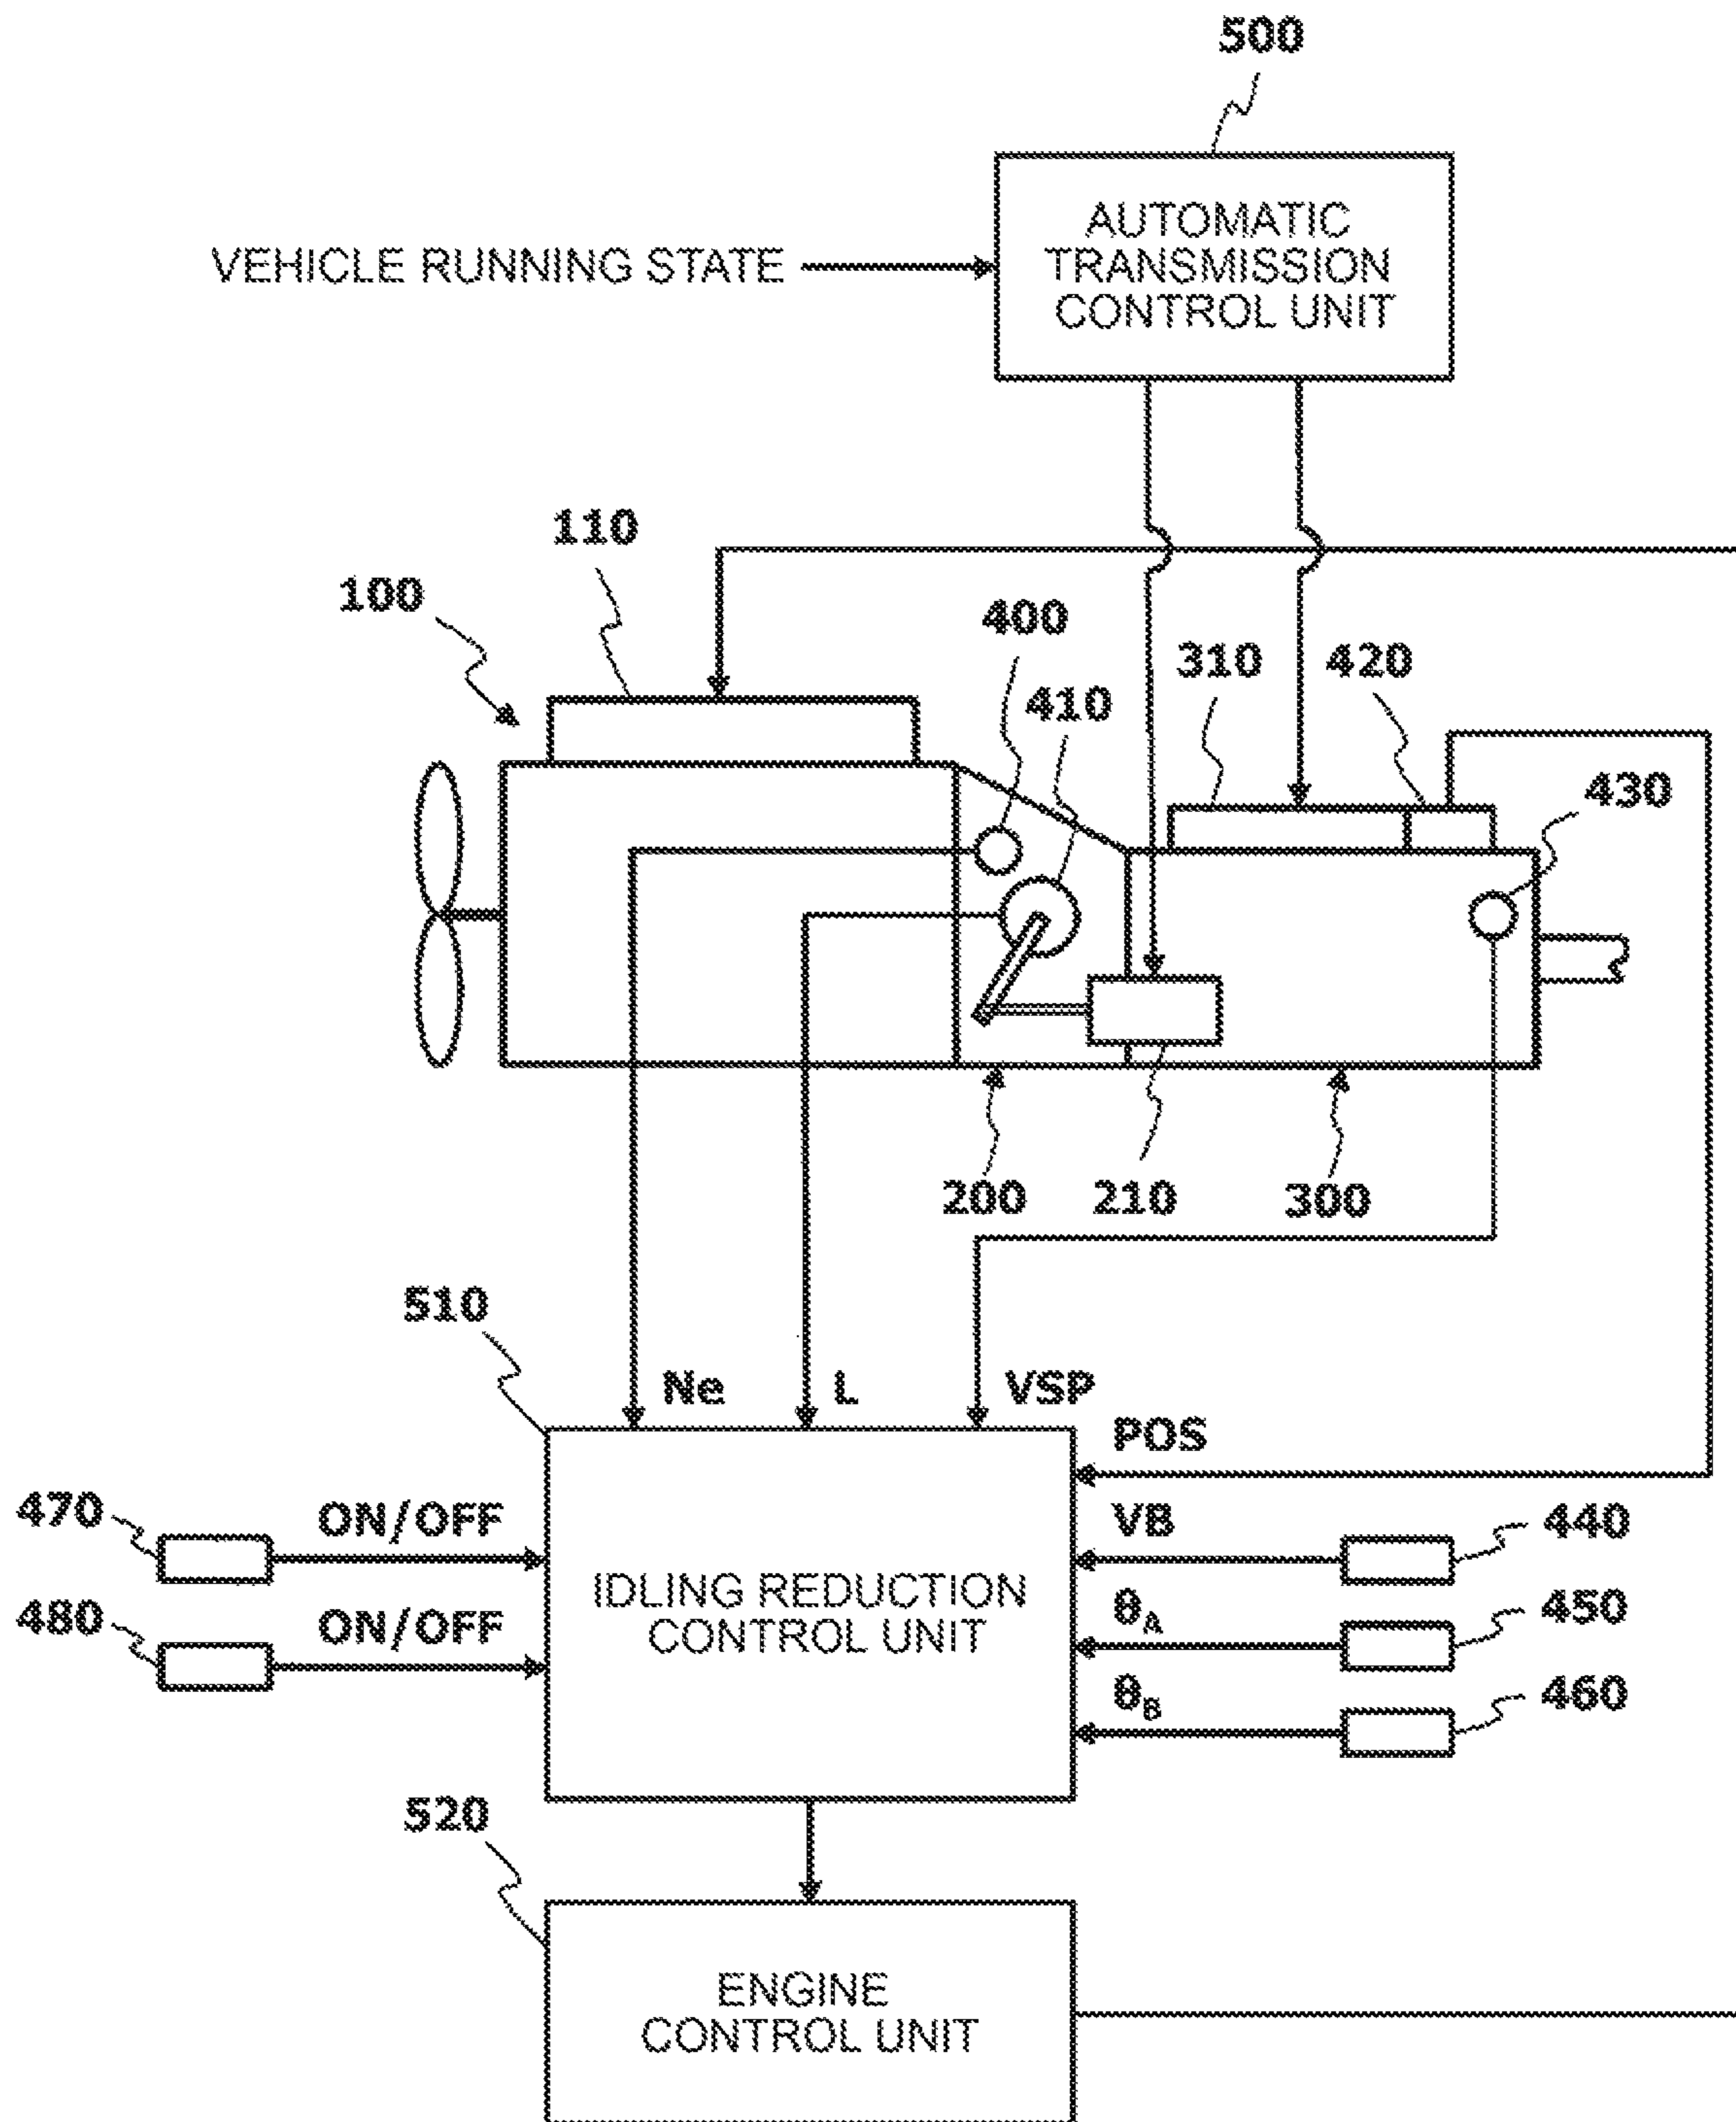 500
AUTOMATIC
TRANSMISSION
CONTROL UNIT
VEHICLE RUNNING STATE
110
100
400
310
420
410
430
200
210
300
510
Ne
L
VSP
POS
470
ON/OFF
VB
440
IDLING REDUCTION
CONTROL UNIT
480
ON/OFF
θA
450
θB
460
520
ENGINE
CONTROL UNIT